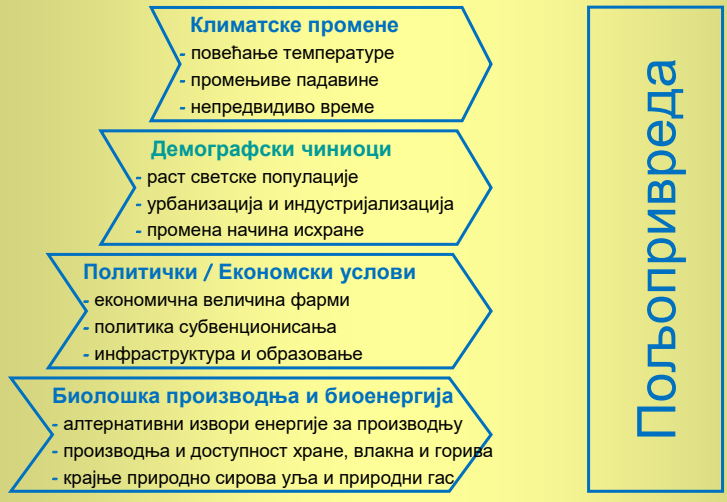 Климатске промене
- повећање температуре
- промењиве падавине
- непредвидиво време
Демографски чиниоци
- раст светске популације
- урбанизација и индустријализација
- промена начина исхране
Политички / Економски услови
- економична величина фарми
- политика субвенционисања
- инфраструктура и образовање
Биолошка производња и биоенергија
- алтернативни извори енергије за производњу
- производња и доступност хране, влакна и горива
- крајње природно сирова уља и природни гас
Пољопривреда